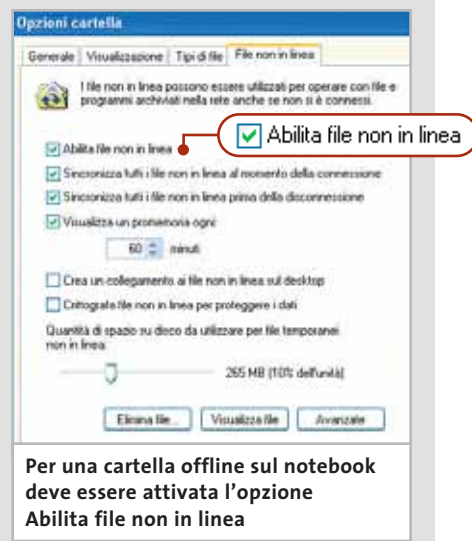 Opzioni cartella
Generale Visualizzazione Tipi di file File non in linea
I file non in linea possono essere utilizzati per operare con file e
programmi archiviati nella rete anche se non si è connessi.
Abilita file non in linea
Abilita file non in linea
Sincronizza tutti i file non in linea al momento della connessione
Sincronizza tutti i file non in linea prima della disconnessione
Visualizza un promemoria ogni:
60 minuti
Crea un collegamento ai file non in linea sul desktop
Crittografa file non in linea per proteggere i dati
Quantità di spazio su disco da utilizzare per file temporanei
non in linea:
265 MB (10% dell'unità)
Elimina file... Visualizza file Avanzate
Per una cartella offline sul notebook
deve essere attivata l'opzione
Abilita file non in linea